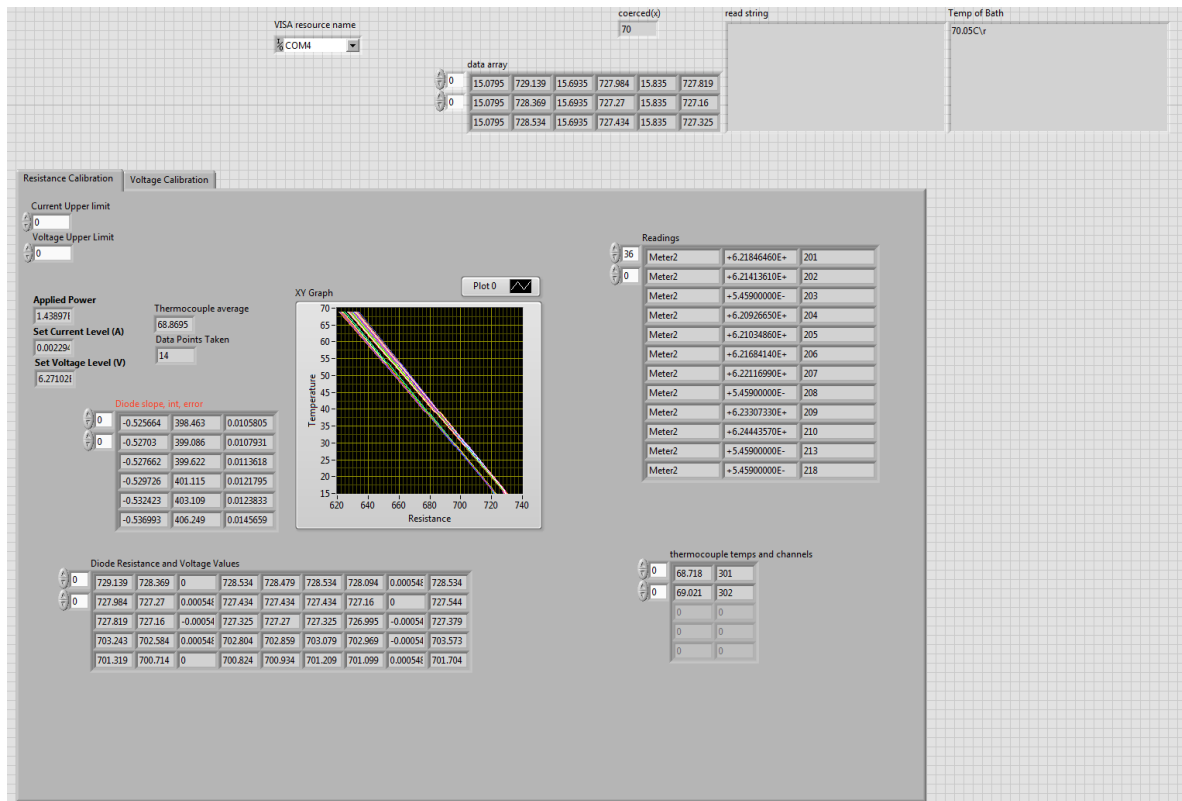 VISA resource name
COM4
coerced(x)
70
read string
Temp of Bath
70.05C\r
data array
0 15.0795 729.139 15.6935 727.984 15.835 727.819
0 15.0795 728.369 15.6935 727.27 15.835 727.16
15.0795 728.534 15.6935 727.434 15.835 727.325
Resistance Calibration Voltage Calibration
Current Upper limit
0
Voltage Upper Limit
0
Applied Power
Set Current Level (A)
0.002294
Set Voltage Level (V)
Thermocouple average
68.8695
Data Points Taken
14
Diode slope, int, error
0 -0.525664 398.463 0.0105805
0 -0.52703 399.086 0.0107931
-0.527662 399.622 0.0113618
-0.529726 401.115 0.0121795
-0.532423 403.109 0.0123833
-0.536993 406.249 0.0145659
XY Graph
Plot 0
Temperature
70
65
60
55
50
45
40
35
30
25
20
15
620 640 660 680 700 720 740
Resistance
Readings
36 Meter2 +6.21846460E+ 201
0 Meter2 +6.21413610E+ 202
Meter2 +5.45900000E- 203
Meter2 +6.20926650E+ 204
Meter2 +6.21034860E+ 205
Meter2 +6.21684140E+ 206
Meter2 +6.22116990E+ 207
Meter2 +5.45900000E- 208
Meter2 +6.23307330E+ 209
Meter2 +6.24443570E+ 210
Meter2 +5.45900000E- 213
Meter2 +5.45900000E- 218
Diode Resistance and Voltage Values
0 729.139 728.369 0 728.534 728.479 728.534 728.094 0.000548 728.534
0 727.984 727.27 0.000548 727.434 727.434 727.434 727.16 0 727.544
727.819 727.16 -0.00054 727.325 727.27 727.325 726.995 -0.00054 727.379
703.243 702.584 0.000548 702.804 702.859 703.079 702.969 -0.00054 703.573
701.319 700.714 0 700.824 700.934 701.209 701.099 0.000548 701.704
thermocouple temps and channels
0 68.718 301
0 69.021 302
0 0
0 0
0 0